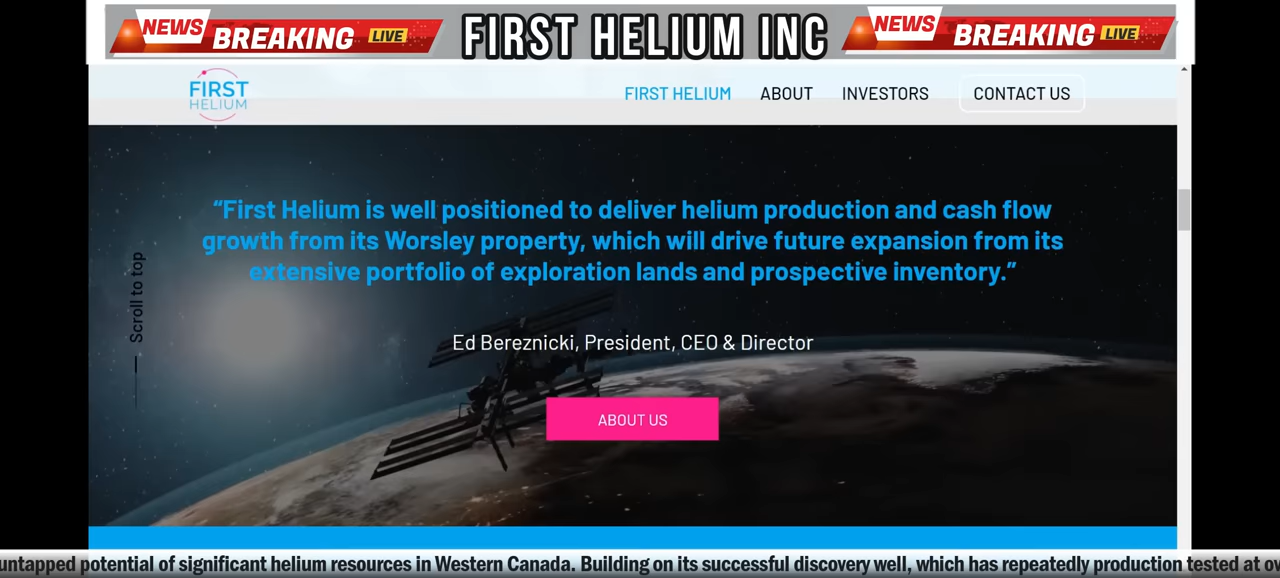 NEWS BREAKING LIVE FIRST HELIUM INC NEWS BREAKING LIVE
FIRST HELIUM
FIRST HELIUM ABOUT INVESTORS CONTACT US
“First Helium is well positioned to deliver helium production and cash flow
growth from its Worsley property, which will drive future expansion from its
extensive portfolio of exploration lands and prospective inventory.”
Scroll to top
Ed Bereznicki, President, CEO & Director
ABOUT US
untapped potential of significant helium resources in Western Canada. Building on its successful discovery well, which has repeatedly production tested at